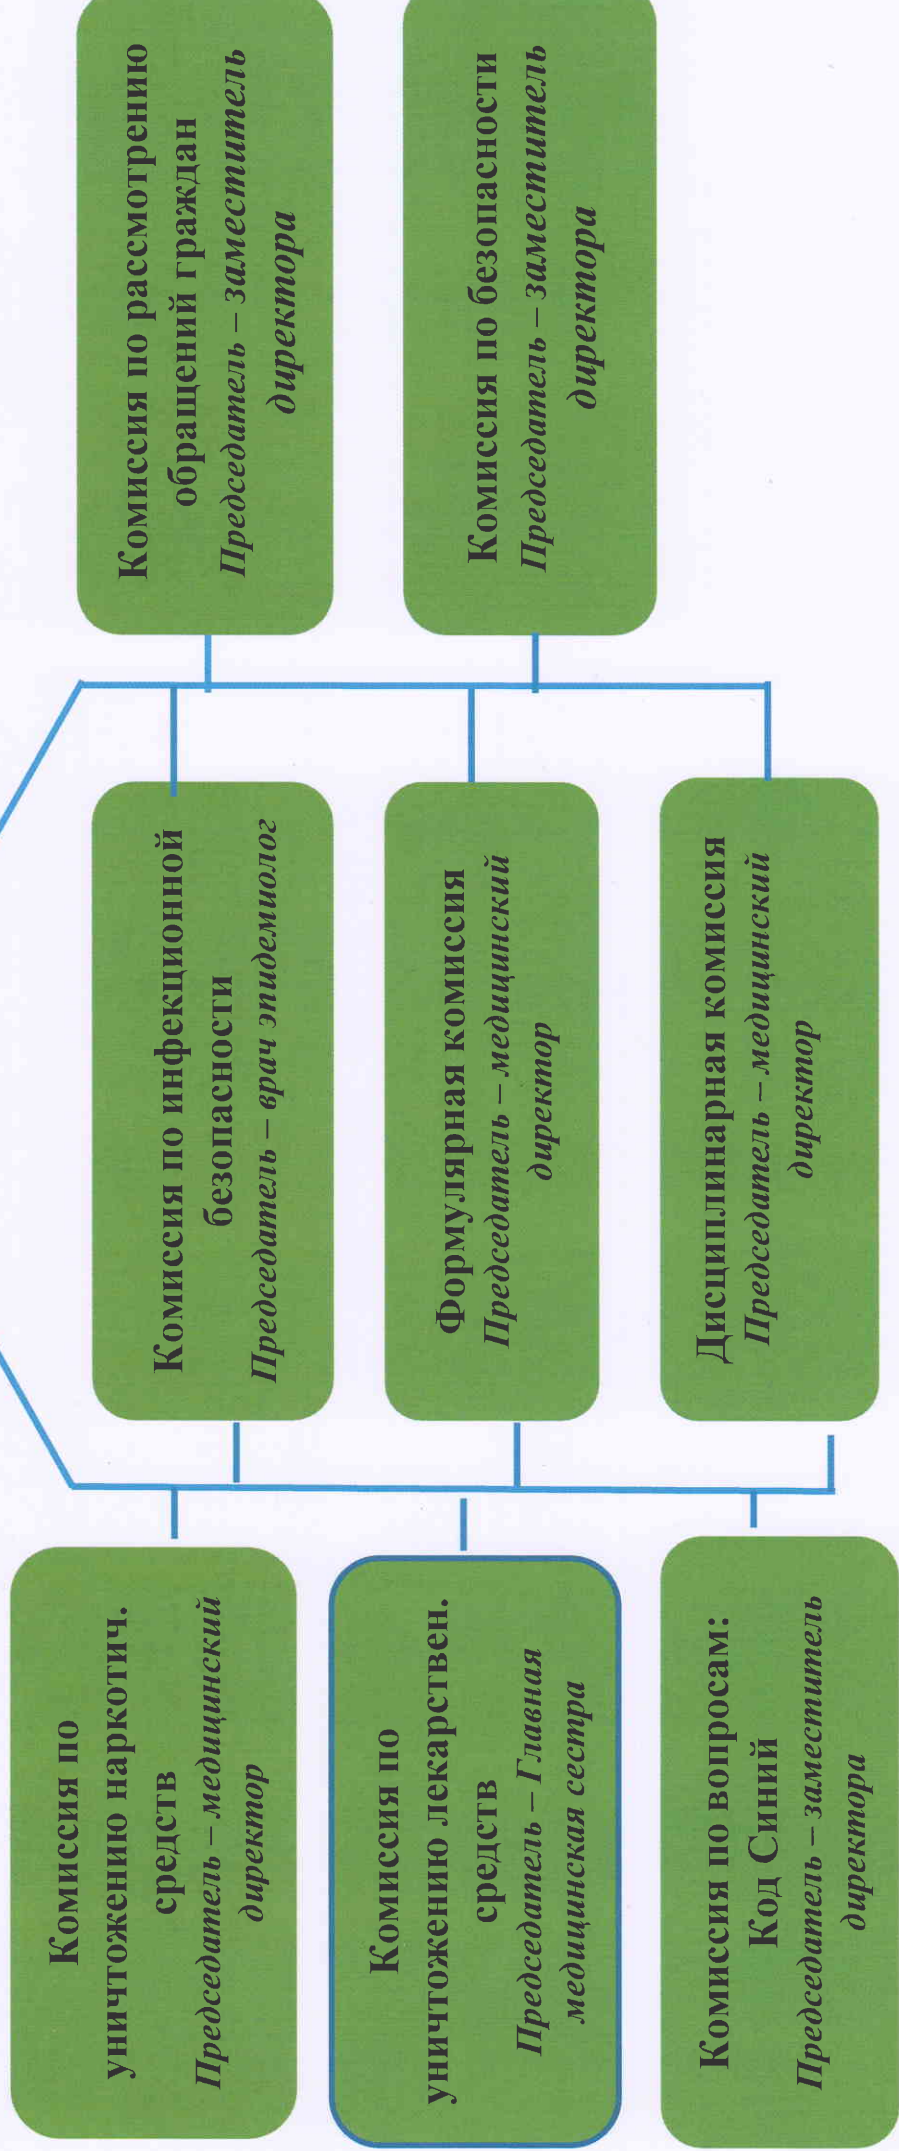 Комиссия по
уничтожению наркотич.
средств
Председатель – медицинский
директор
Комиссия по
уничтожению лекарствен.
средств
Председатель – Главная
медицинская сестра
Комиссия по вопросам:
Код Синий
Председатель – заместитель
директора
Комиссия по инфекционной
безопасности
Председатель – врач эпидемиолог
Формулярная комиссия
Председатель – медицинский
директор
Дисциплинарная комиссия
Председатель – медицинский
директор
Комиссия по рассмотрению
обращений граждан
Председатель – заместитель
директора
Комиссия по безопасности
Председатель – заместитель
директора